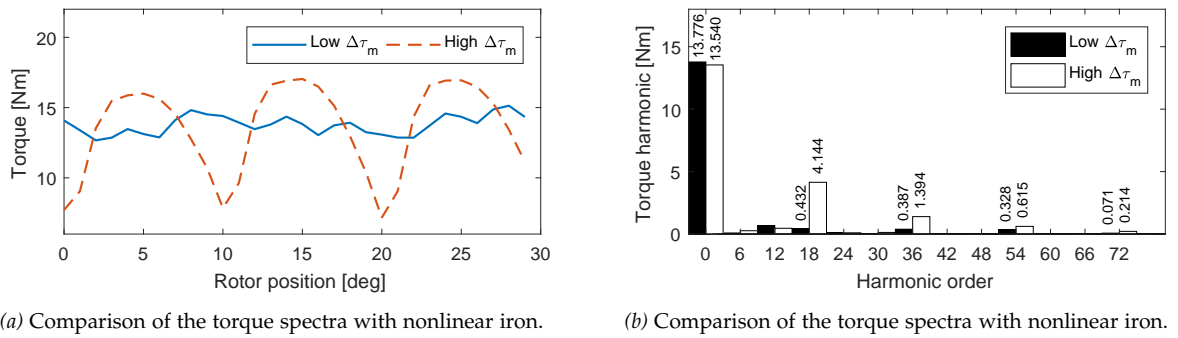 20
15
10
Torque [Nm]
Low Δτm
High Δτm
0 5 10 15 20 25 30
Rotor position [deg]
(a) Comparison of the torque spectra with nonlinear iron.
15
10
5
0
Torque harmonic [Nm]
13.776
13.540
0.432
4.144
0.387
1.394
0.328
0.615
0.071
0.214
Low Δτm
High Δτm
0 6 12 18 24 30 36 42 48 54 60 66 72
Harmonic order
(b) Comparison of the torque spectra with nonlinear iron.